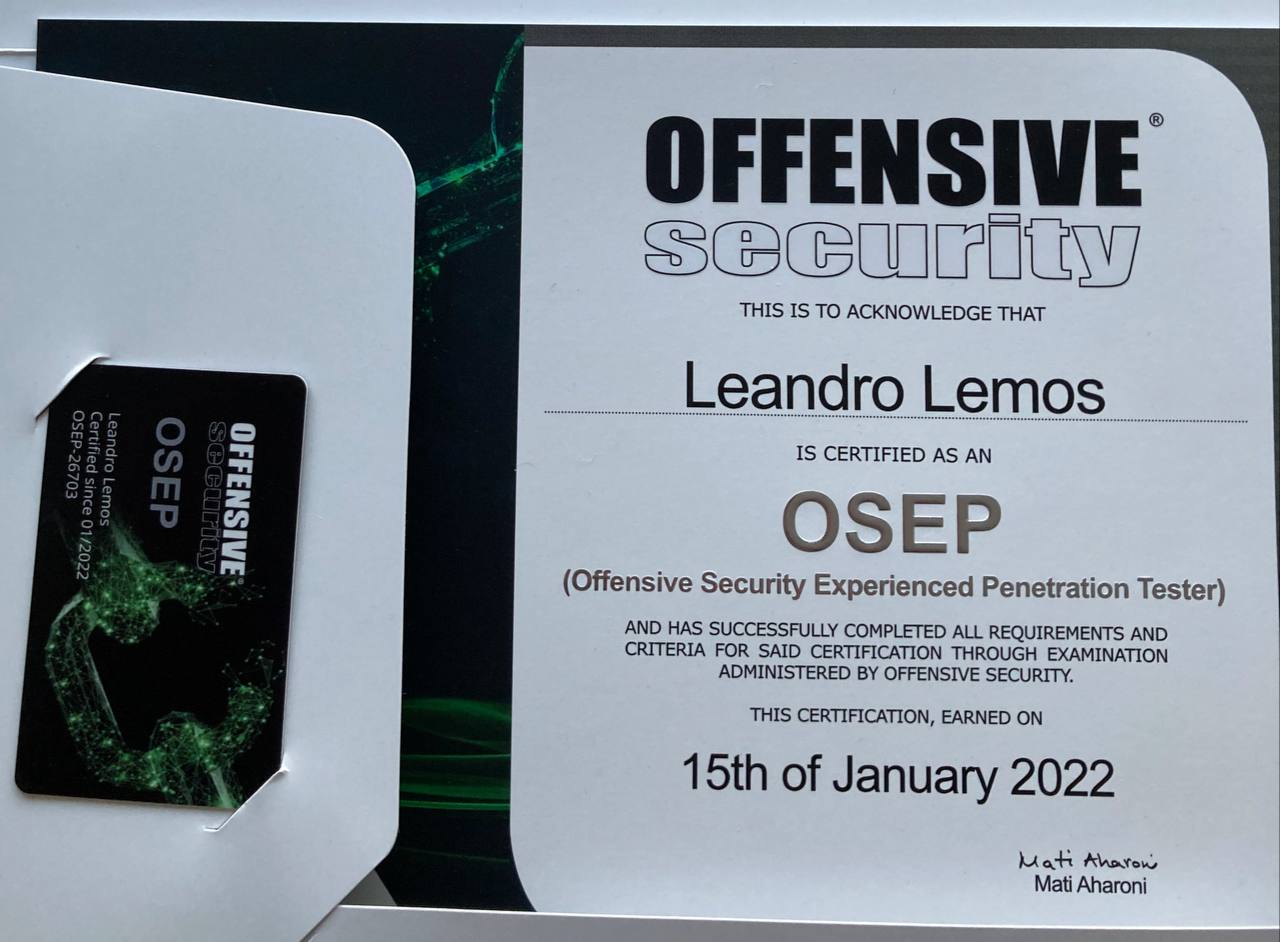 OFFENSIVE®
security
THIS IS TO ACKNOWLEDGE THAT
Leandro Lemos
IS CERTIFIED AS AN
OSEP
(Offensive Security Experienced Penetration Tester)
AND HAS SUCCESSFULLY COMPLETED ALL REQUIREMENTS AND
CRITERIA FOR SAID CERTIFICATION THROUGH EXAMINATION
ADMINISTERED BY OFFENSIVE SECURITY.
THIS CERTIFICATION, EARNED ON
15th of January 2022
Mati Aharoni
Mati Aharoni
OFFENSIVE®
security
OSEP
Leandro Lemos
Certified since 01/2022
OSEP-26703